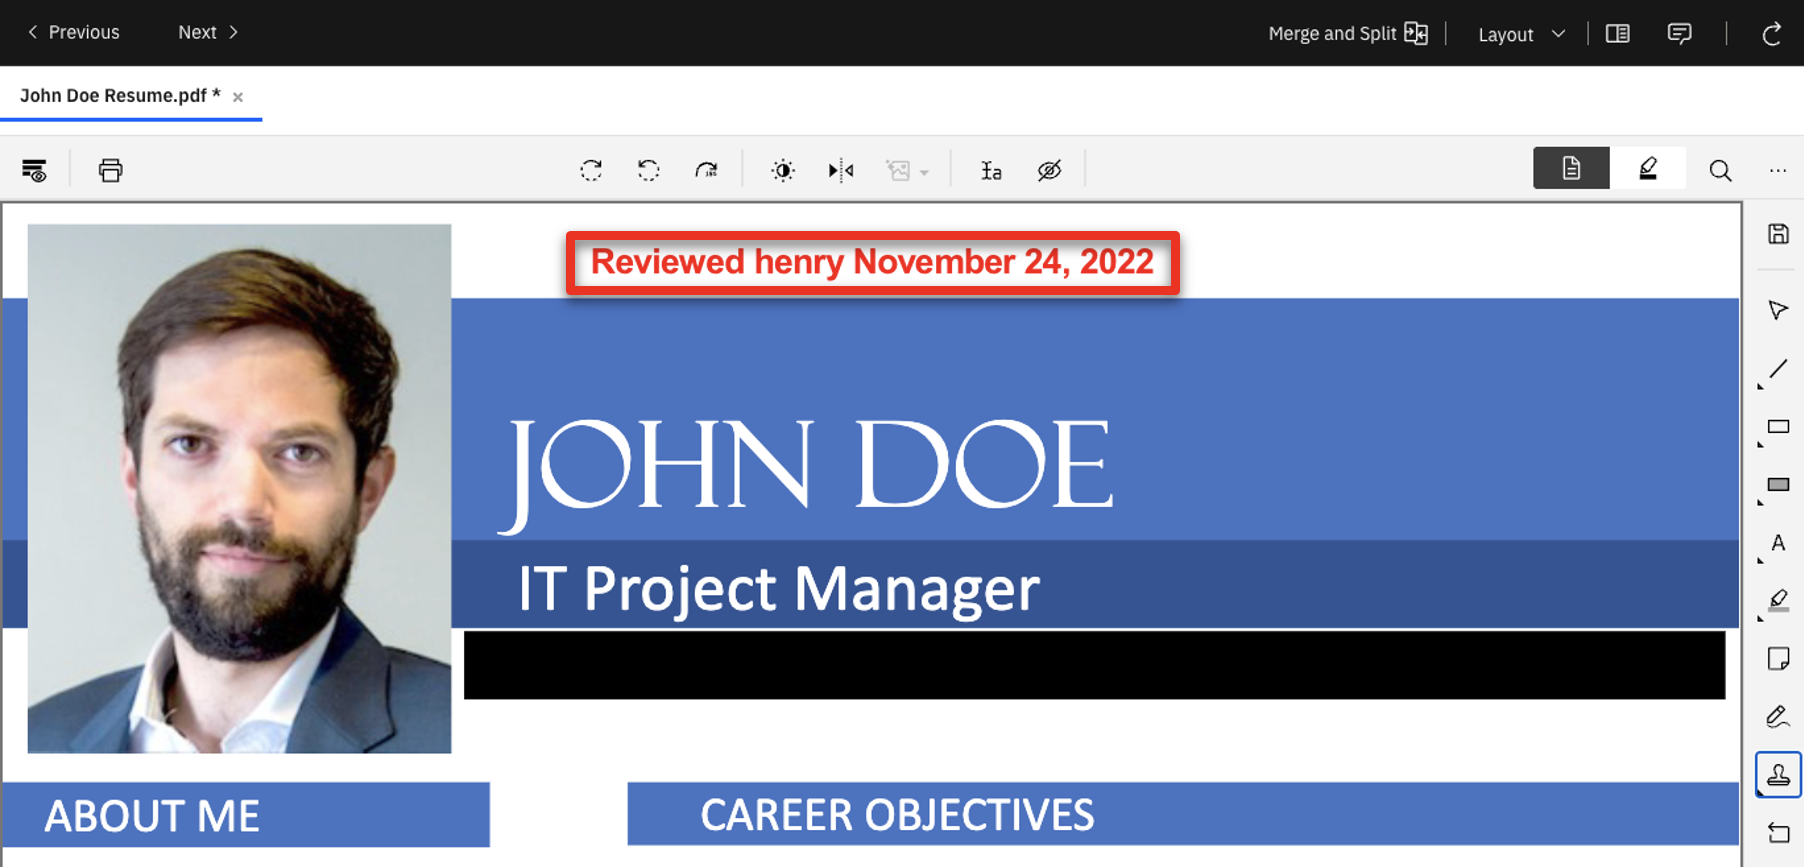 Previous
Next
Merge and Split
Layout
John Doe Resume.pdf *
Reviewed henry November 24, 2022
JOHN DOE
IT Project Manager
ABOUT ME
CAREER OBJECTIVES